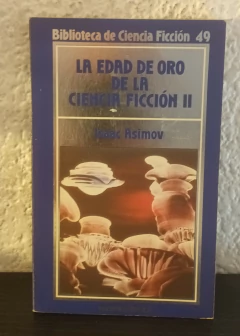 Biblioteca de Ciencia Ficción 49
LA EDAD DE ORO
DE LA
CIENCIA FICCIÓN II
Isaac Asimov